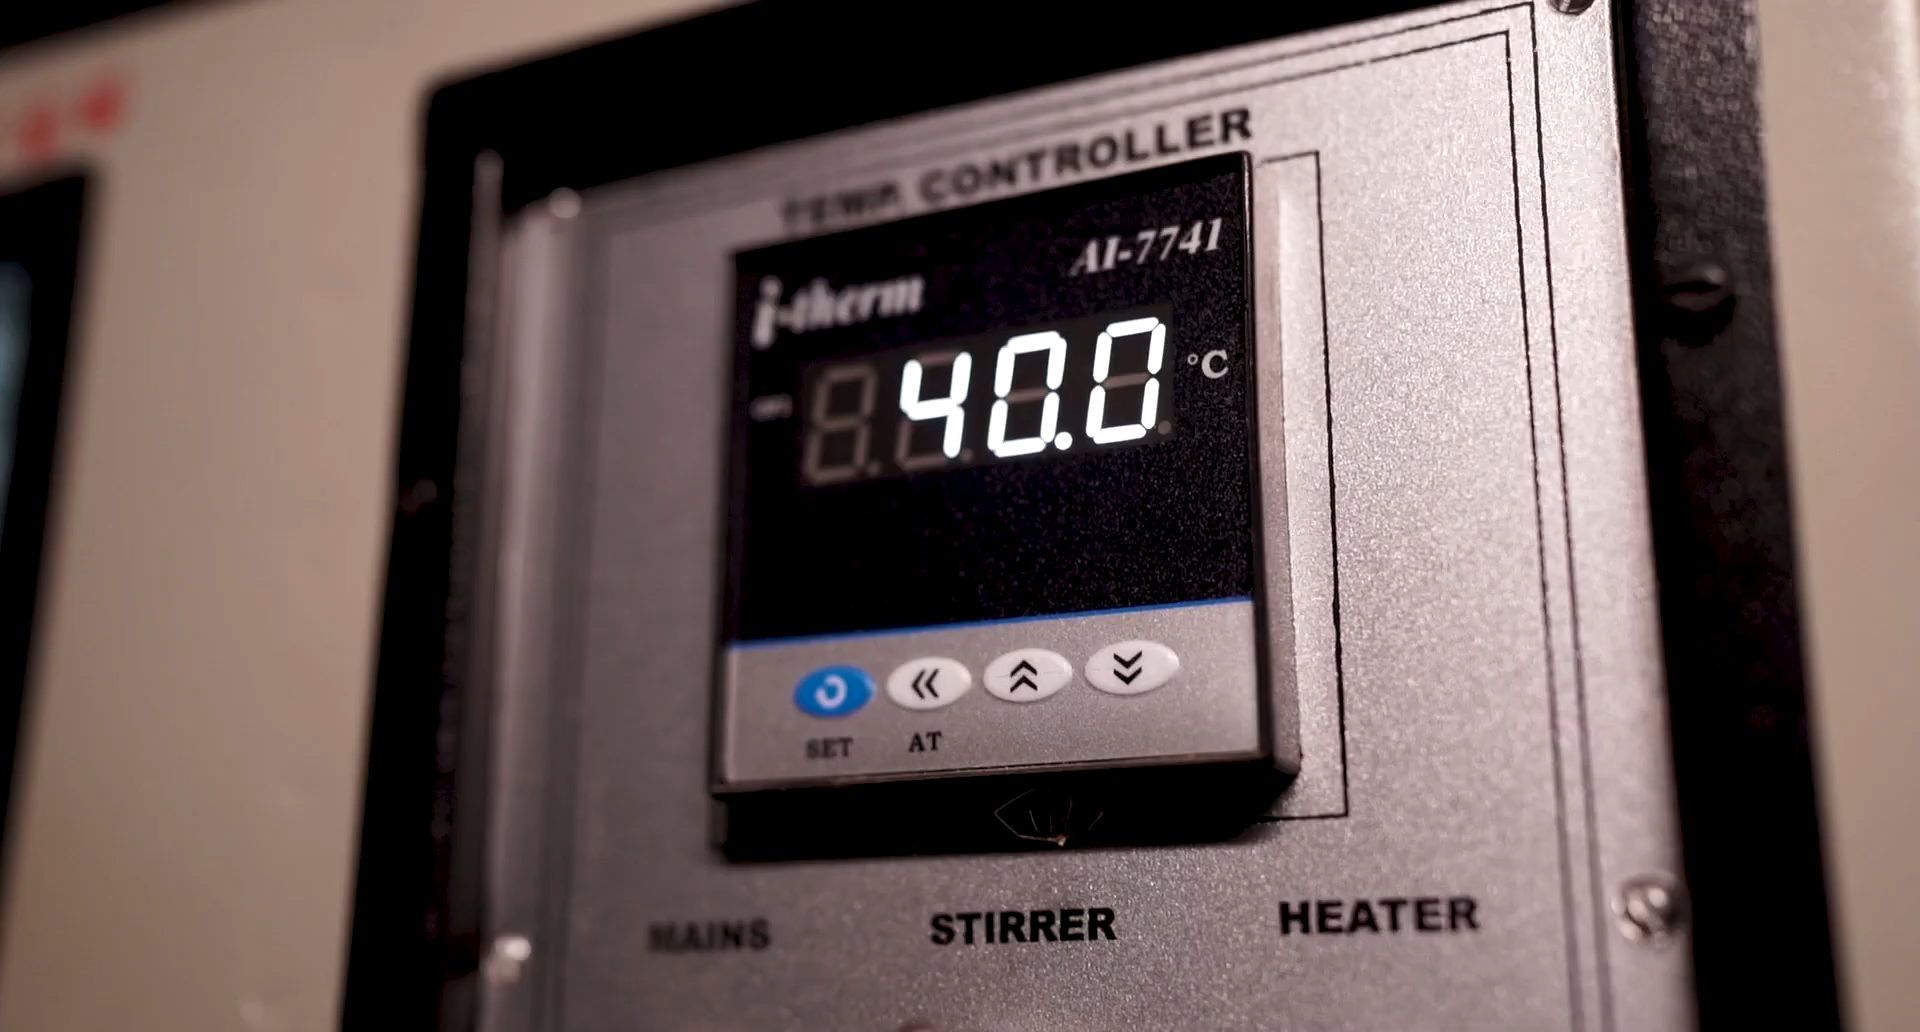 TEMP. CONTROLLER
AI-7741
i-therm
40.0 °C
SET AT
MAINS STIRRER HEATER